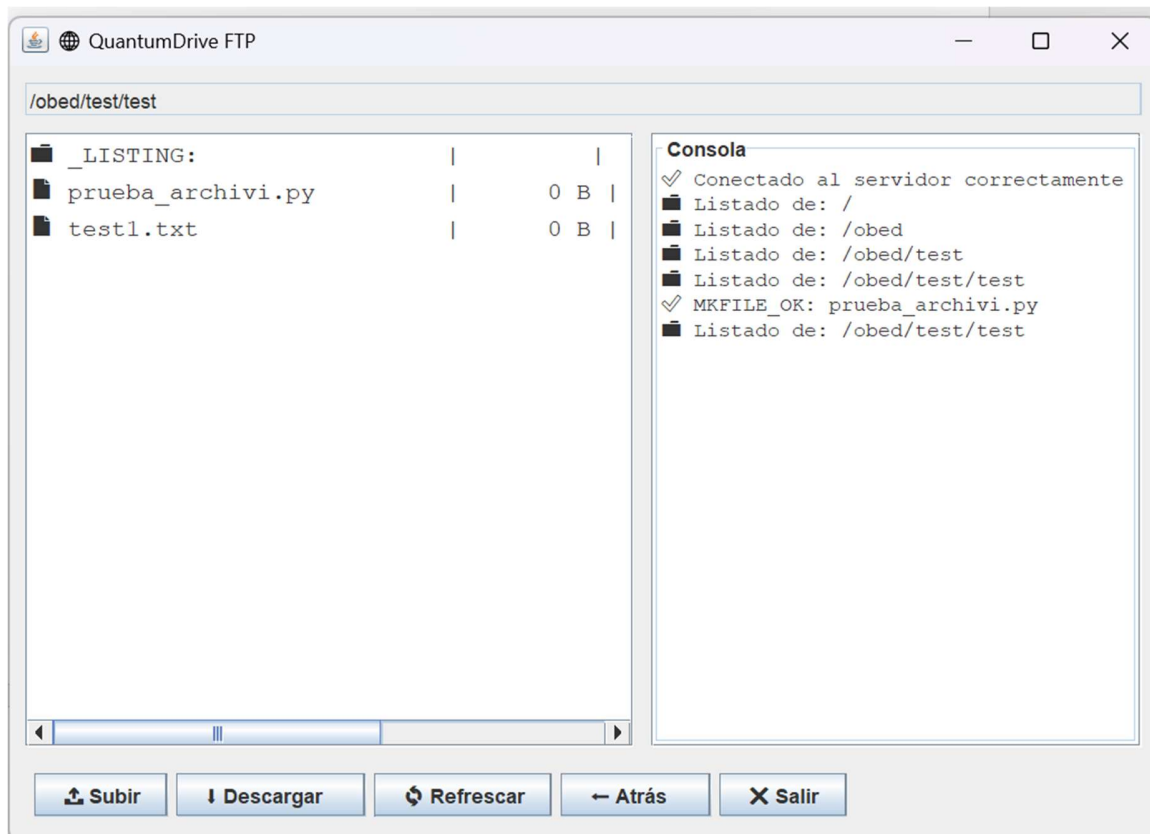 QuantumDrive FTP
/obed/test/test
_LISTING: | |
prueba_archivi.py | 0 B |
test1.txt | 0 B |
Consola
✓ Conectado al servidor correctamente
Listado de: /
Listado de: /obed
Listado de: /obed/test
Listado de: /obed/test/test
✓ MKFILE_OK: prueba_archivi.py
Listado de: /obed/test/test
Subir
Descargar
Refrescar
Atrás
Salir